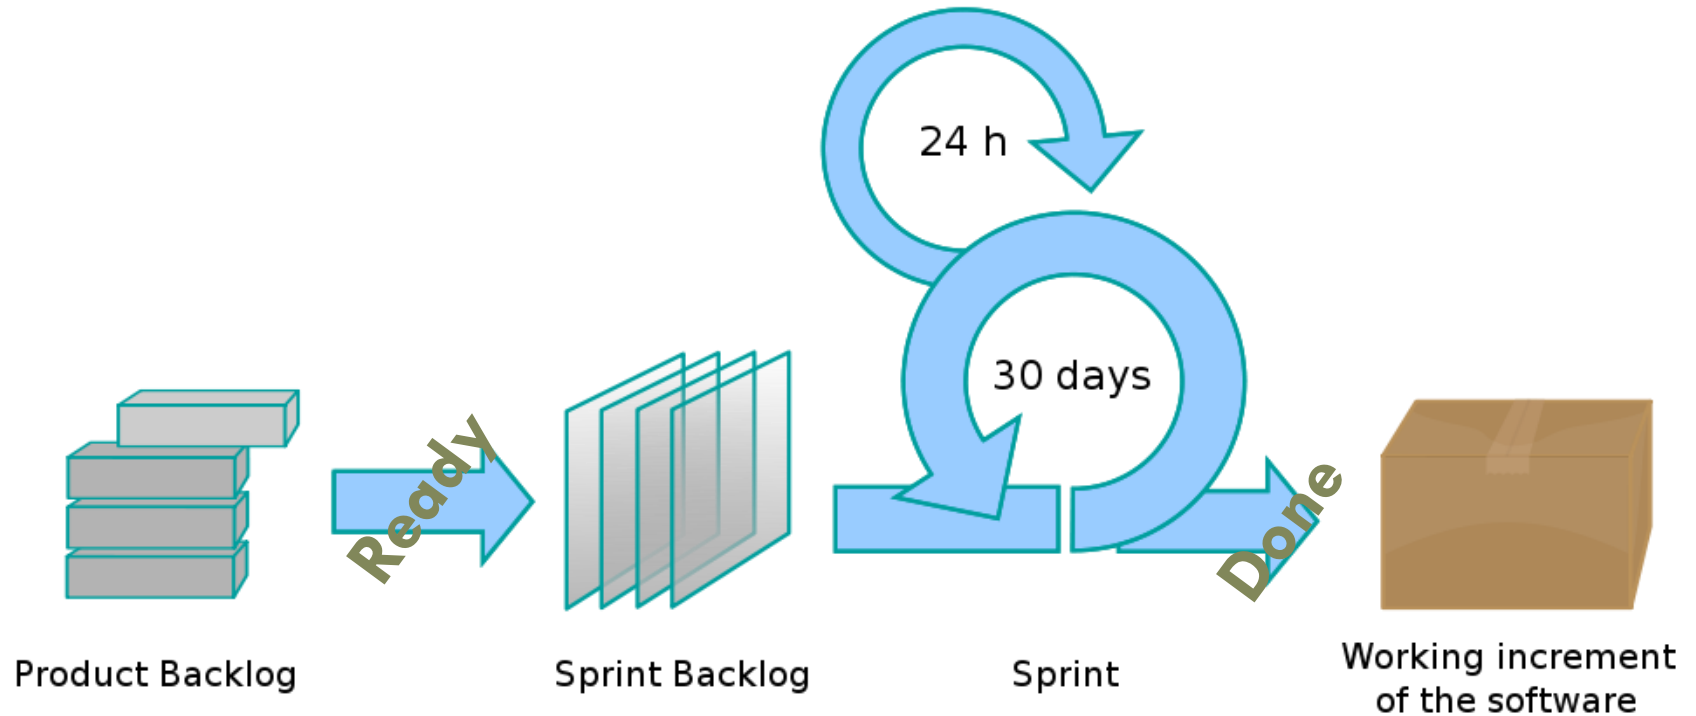 24 h
30 days
Ready
Done
Product Backlog
Sprint Backlog
Sprint
Working increment
of the software